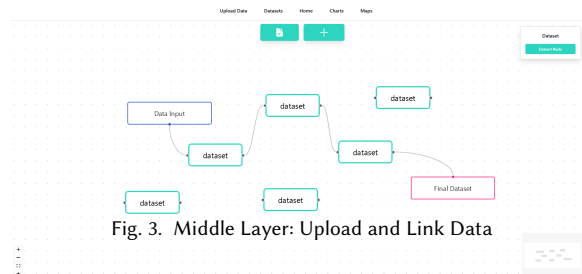 Upload Data Datasets Home Charts Maps
Dataset
Dataset Node
dataset
dataset
Data Input
dataset
dataset
Final Dataset
dataset
dataset
Fig. 3. Middle Layer: Upload and Link Data